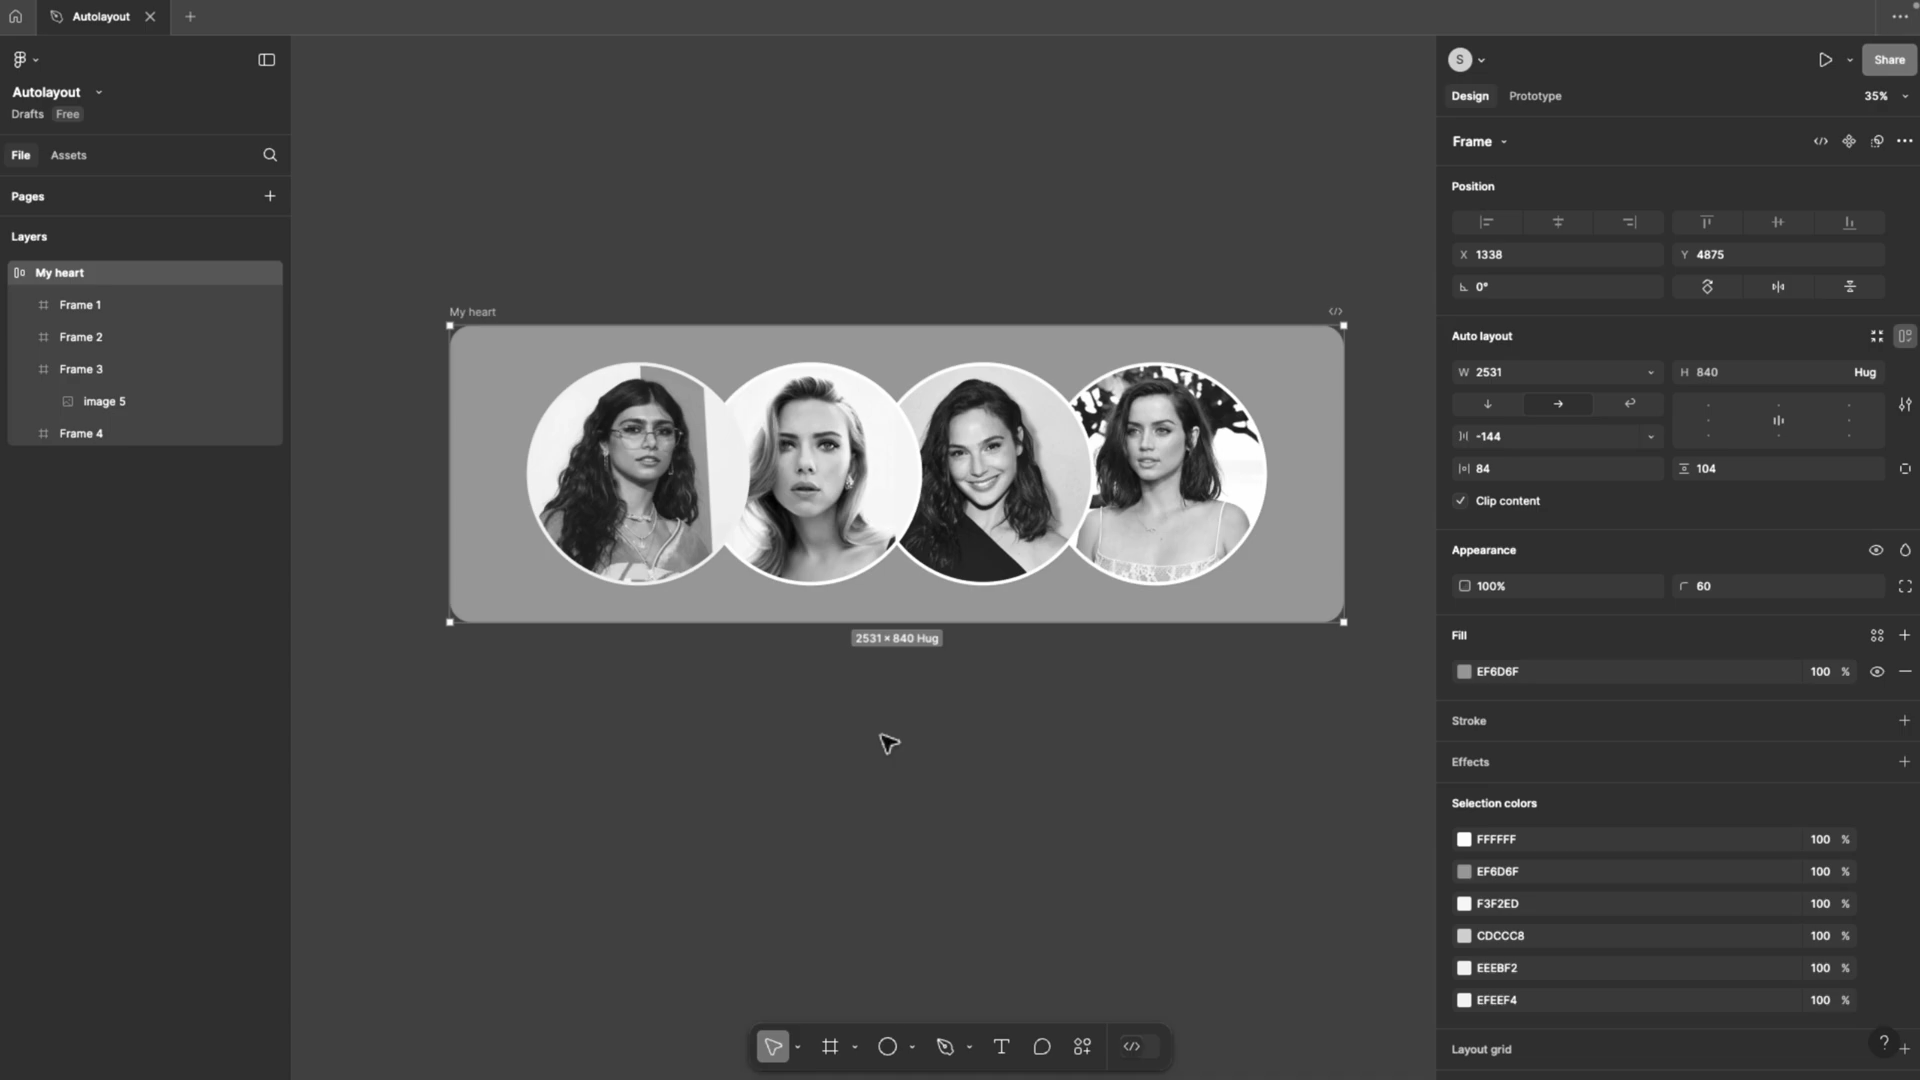 Autolayout
Share
Autolayout
Drafts Free
Design Prototype 35%
File Assets
Frame
Pages
Position
Layers
My heart
Frame 1
Frame 2
Frame 3
image 5
Frame 4
My heart
2531 × 840 Hug
S
X 1338 Y 4875
0°
Auto layout
W 2531 H 840 Hug
-144
84 104
Clip content
Appearance
100% 60
Fill
EF6D6F 100 %
Stroke
Effects
Selection colors
FFFFFF 100 %
EF6D6F 100 %
F3F2ED 100 %
CDCCC8 100 %
EEEBF2 100 %
EFEEF4 100 %
Layout grid
?